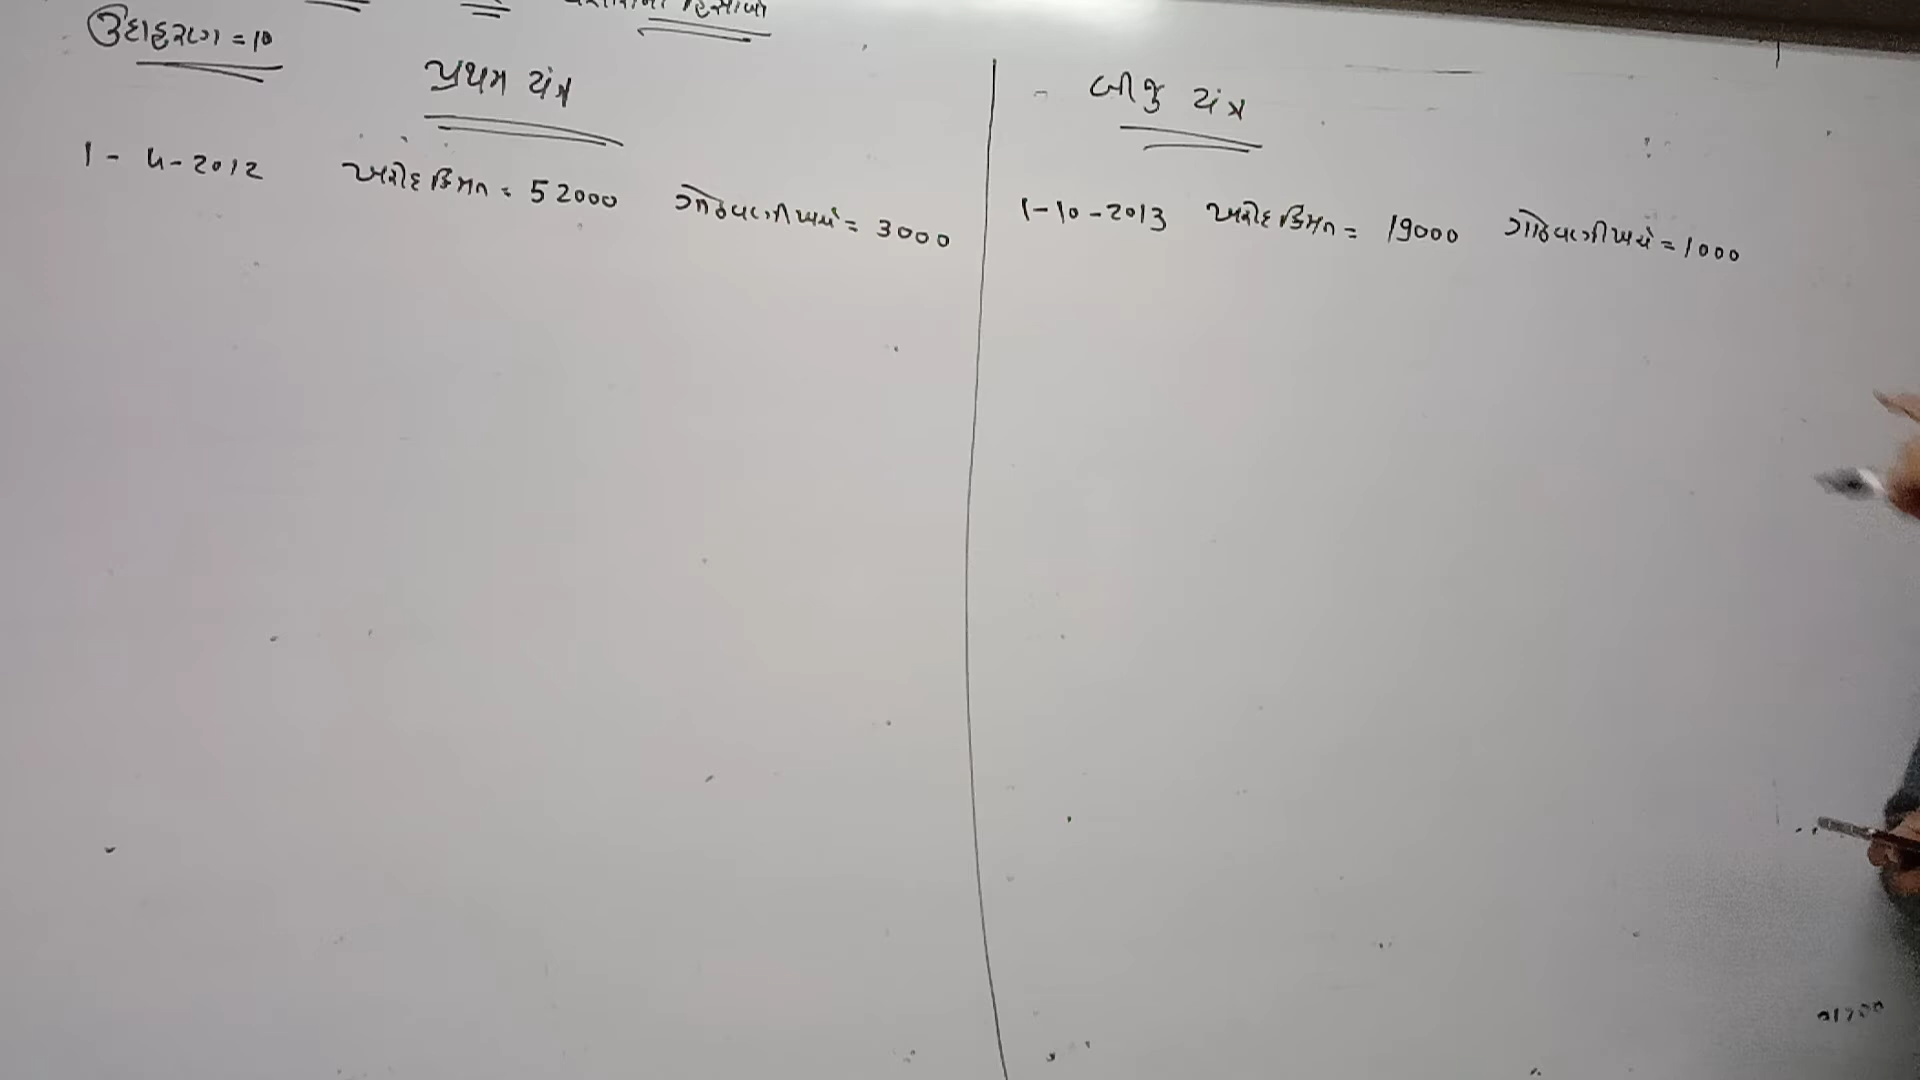 હિસાબો
ઉદાહરણ = 10
પ્રથમ યંત્ર
1 - 4 - 2012 ખરીદ કિંમત = 52000 ગોઠવણી ખર્ચ = 3000
બીજુ યંત્ર
1 - 10 - 2013 ખરીદ કિંમત = 19000 ગોઠવણી ખર્ચ = 1000